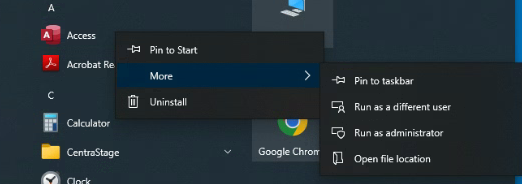 A
Access
Pin to Start
Acrobat Re
More
Pin to taskbar
Uninstall
Run as a different user
C
Calculator
Run as administrator
CentraStage
Google Chrom
Open file location
Clock